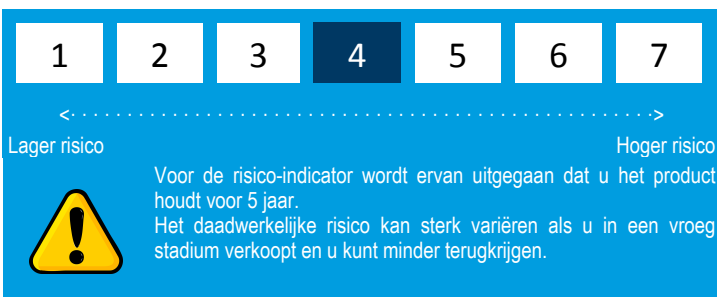 1 2 3 4 5 6 7
<· · · · · · · · · · · · · · · · · · · · · · · · · · · · · · · · · · · · · · · · · · · · · · · · · · · ·>
Lager risico Hoger risico
Voor de risico-indicator wordt ervan uitgegaan dat u het product
houdt voor 5 jaar.
Het daadwerkelijke risico kan sterk variëren als u in een vroeg
stadium verkoopt en u kunt minder terugkrijgen.